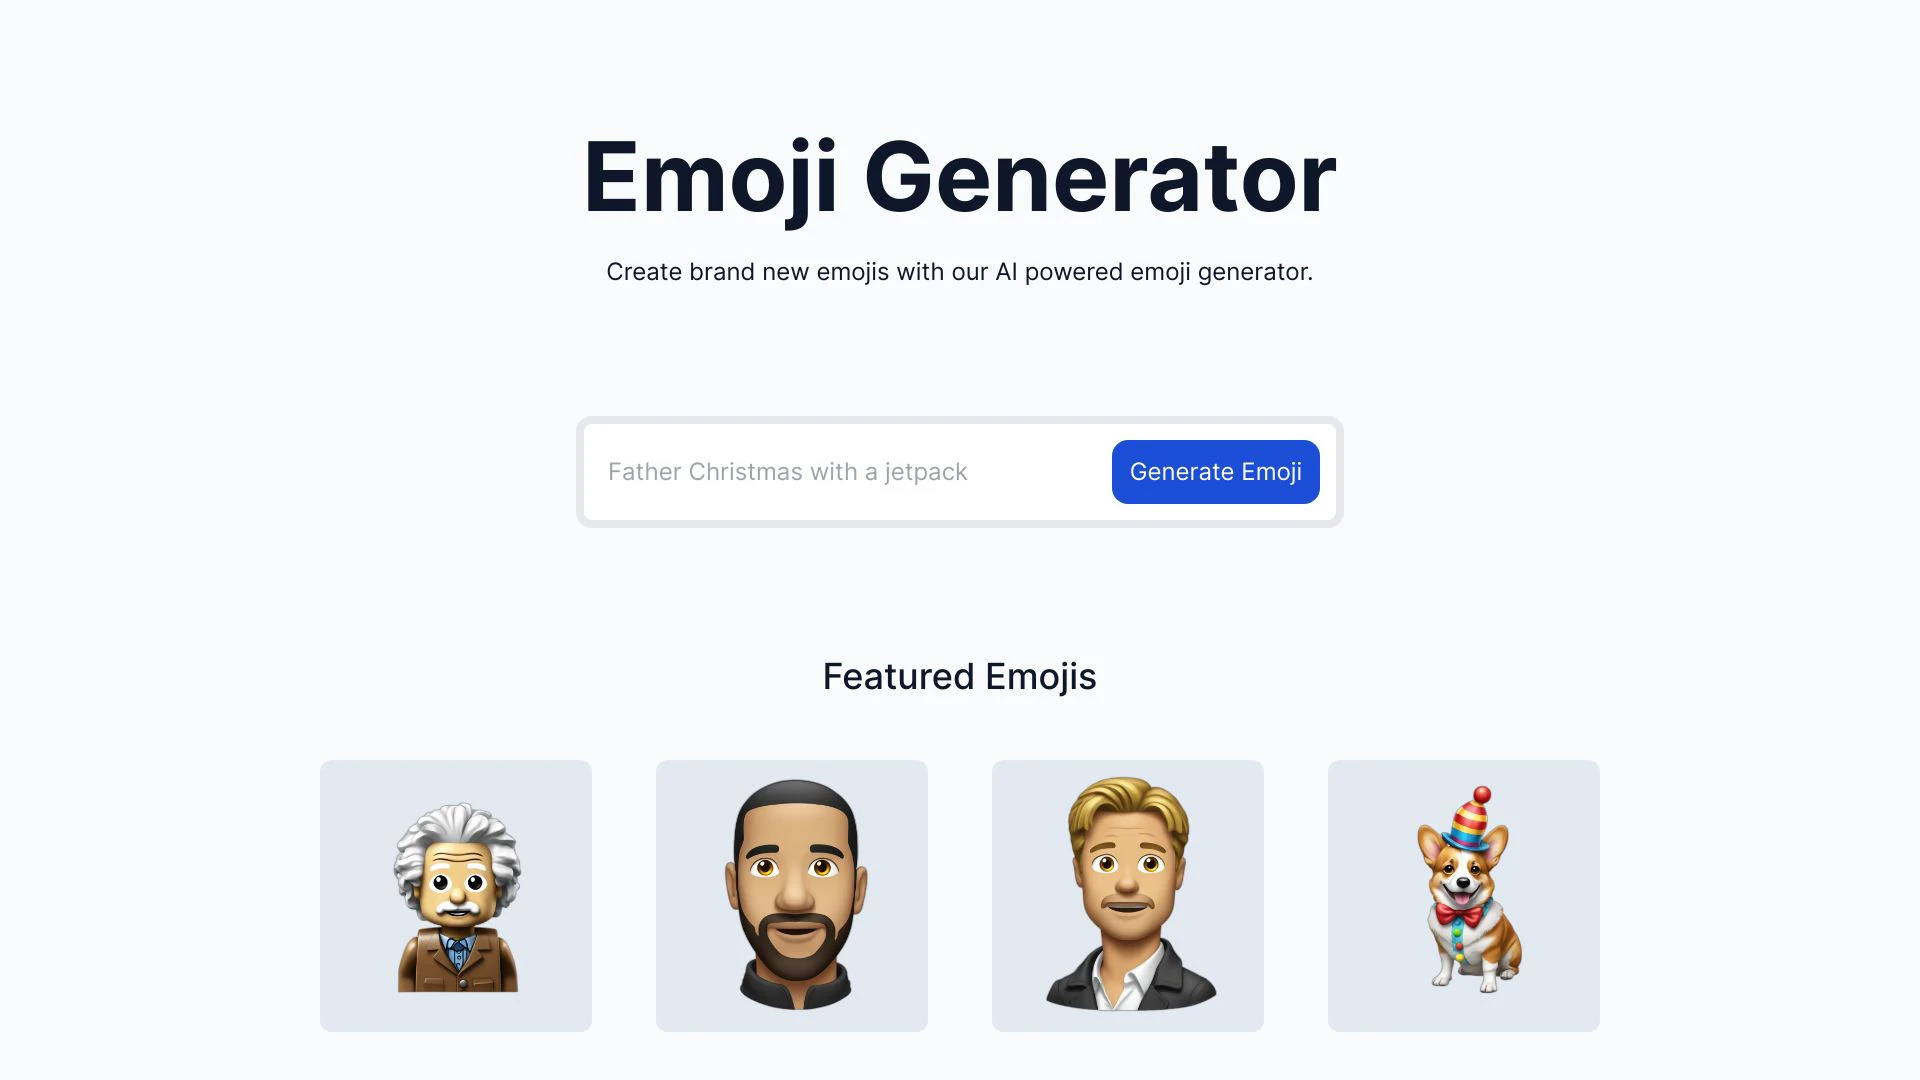 Emoji Generator
Create brand new emojis with our AI powered emoji generator.
Father Christmas with a jetpack
Generate Emoji
Featured Emojis